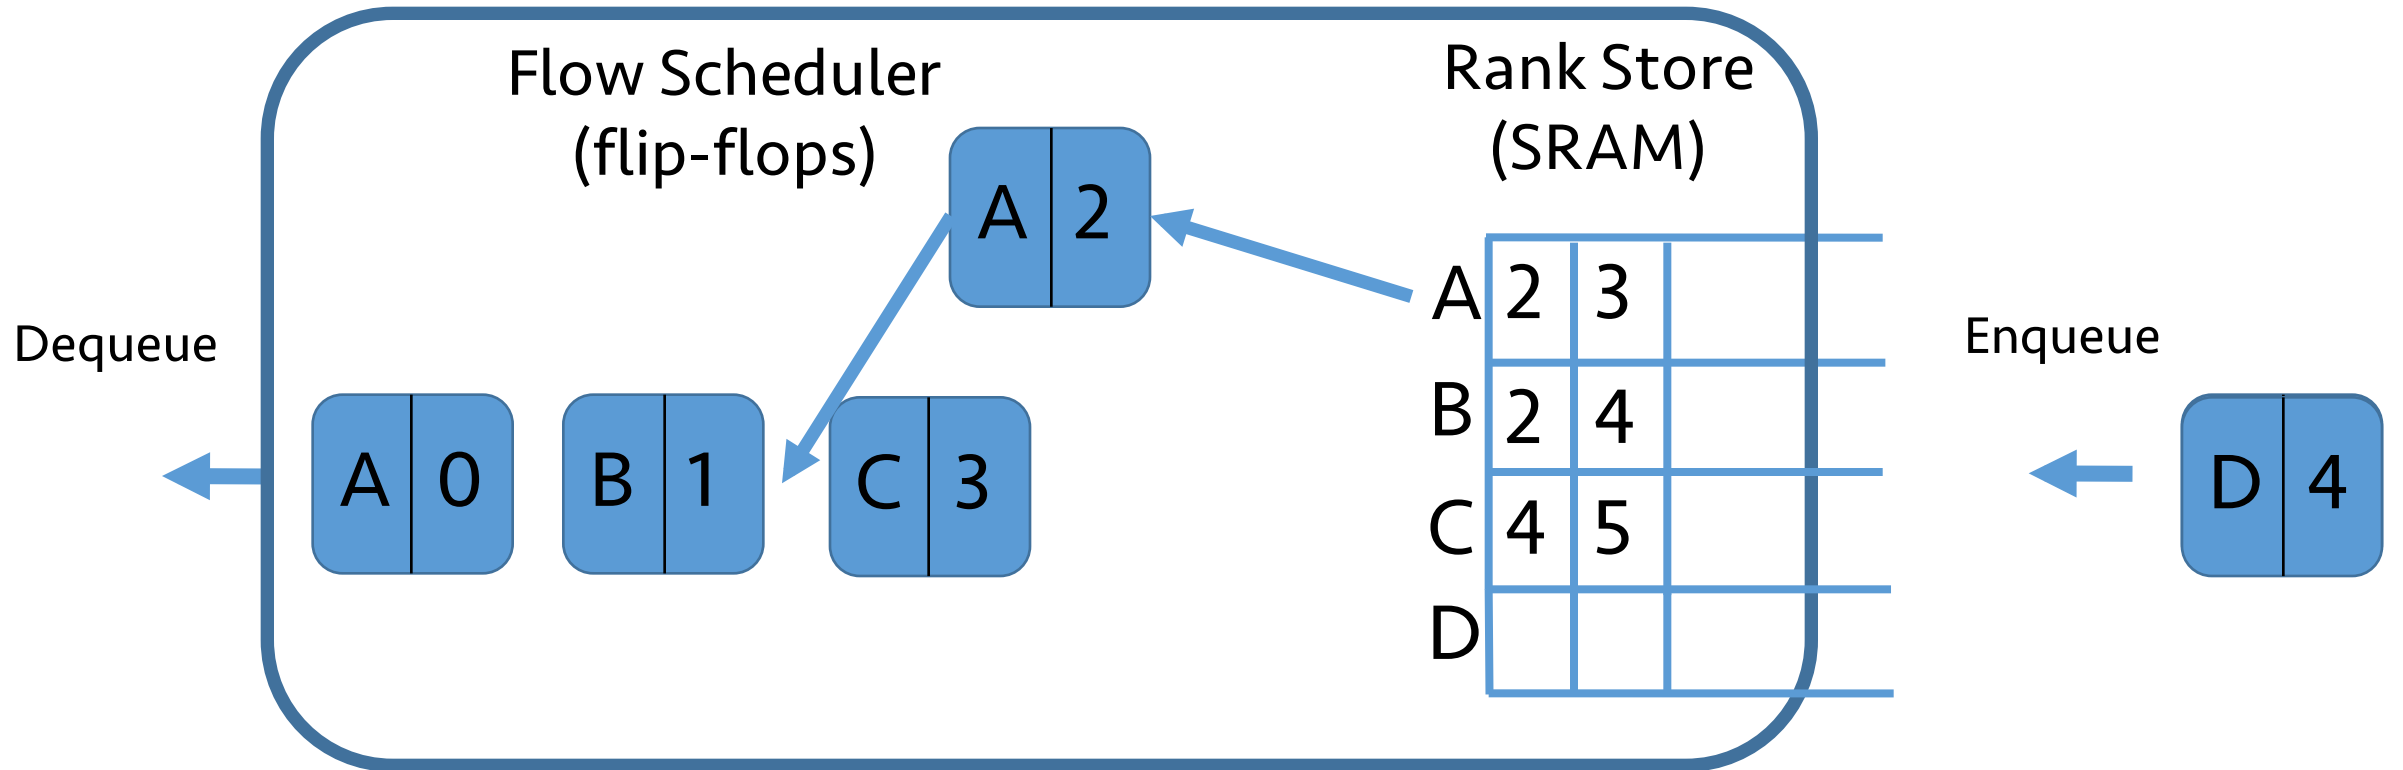 Flow Scheduler
(flip-flops)
Rank Store
(SRAM)
A 2
A 2 3
Dequeue
Enqueue
B 2 4
A 0
B 1
C 3
D 4
C 4 5
D